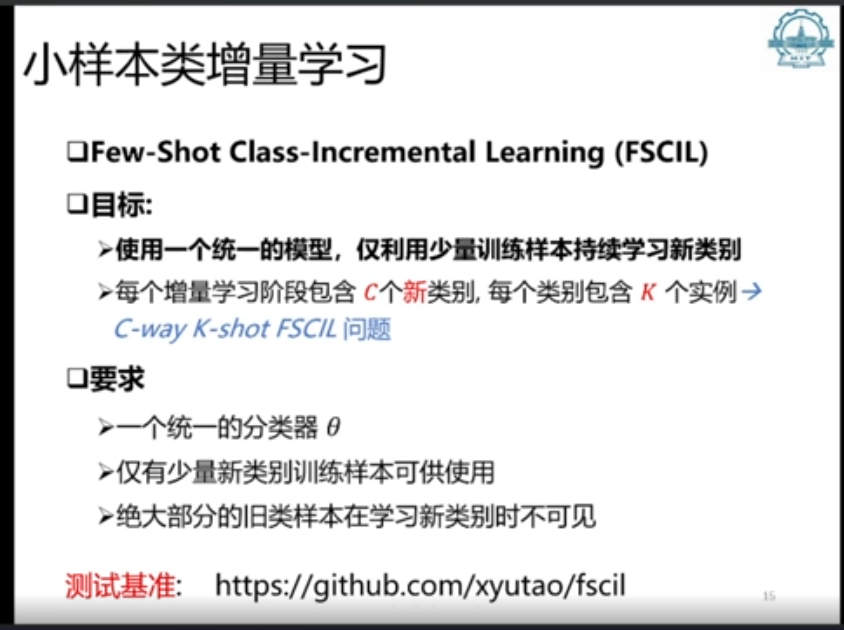 小样本类增量学习
❑Few-Shot Class-Incremental Learning (FSCIL)
❑目标:
➢使用一个统一的模型，仅利用少量训练样本持续学习新类别
➢每个增量学习阶段包含 C个新类别, 每个类别包含 K 个实例→
C-way K-shot FSCIL 问题
❑要求
➢一个统一的分类器 θ
➢仅有少量新类别训练样本可供使用
➢绝大部分的旧类样本在学习新类别时不可见
测试基准: https://github.com/xyutao/fscil
15
HIT